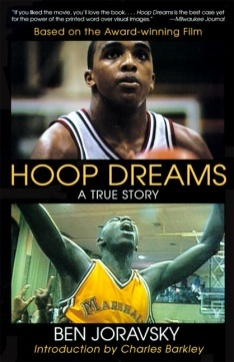 "If you liked the movie, you'll love the book. . . . Hoop Dreams is the best case yet
for the power of the printed word over visual images." —Milwaukee Journal
Based on the Award-winning Film
HOOP DREAMS
A TRUE STORY
MARSHALL
BEN JORAVSKY
Introduction by Charles Barkley